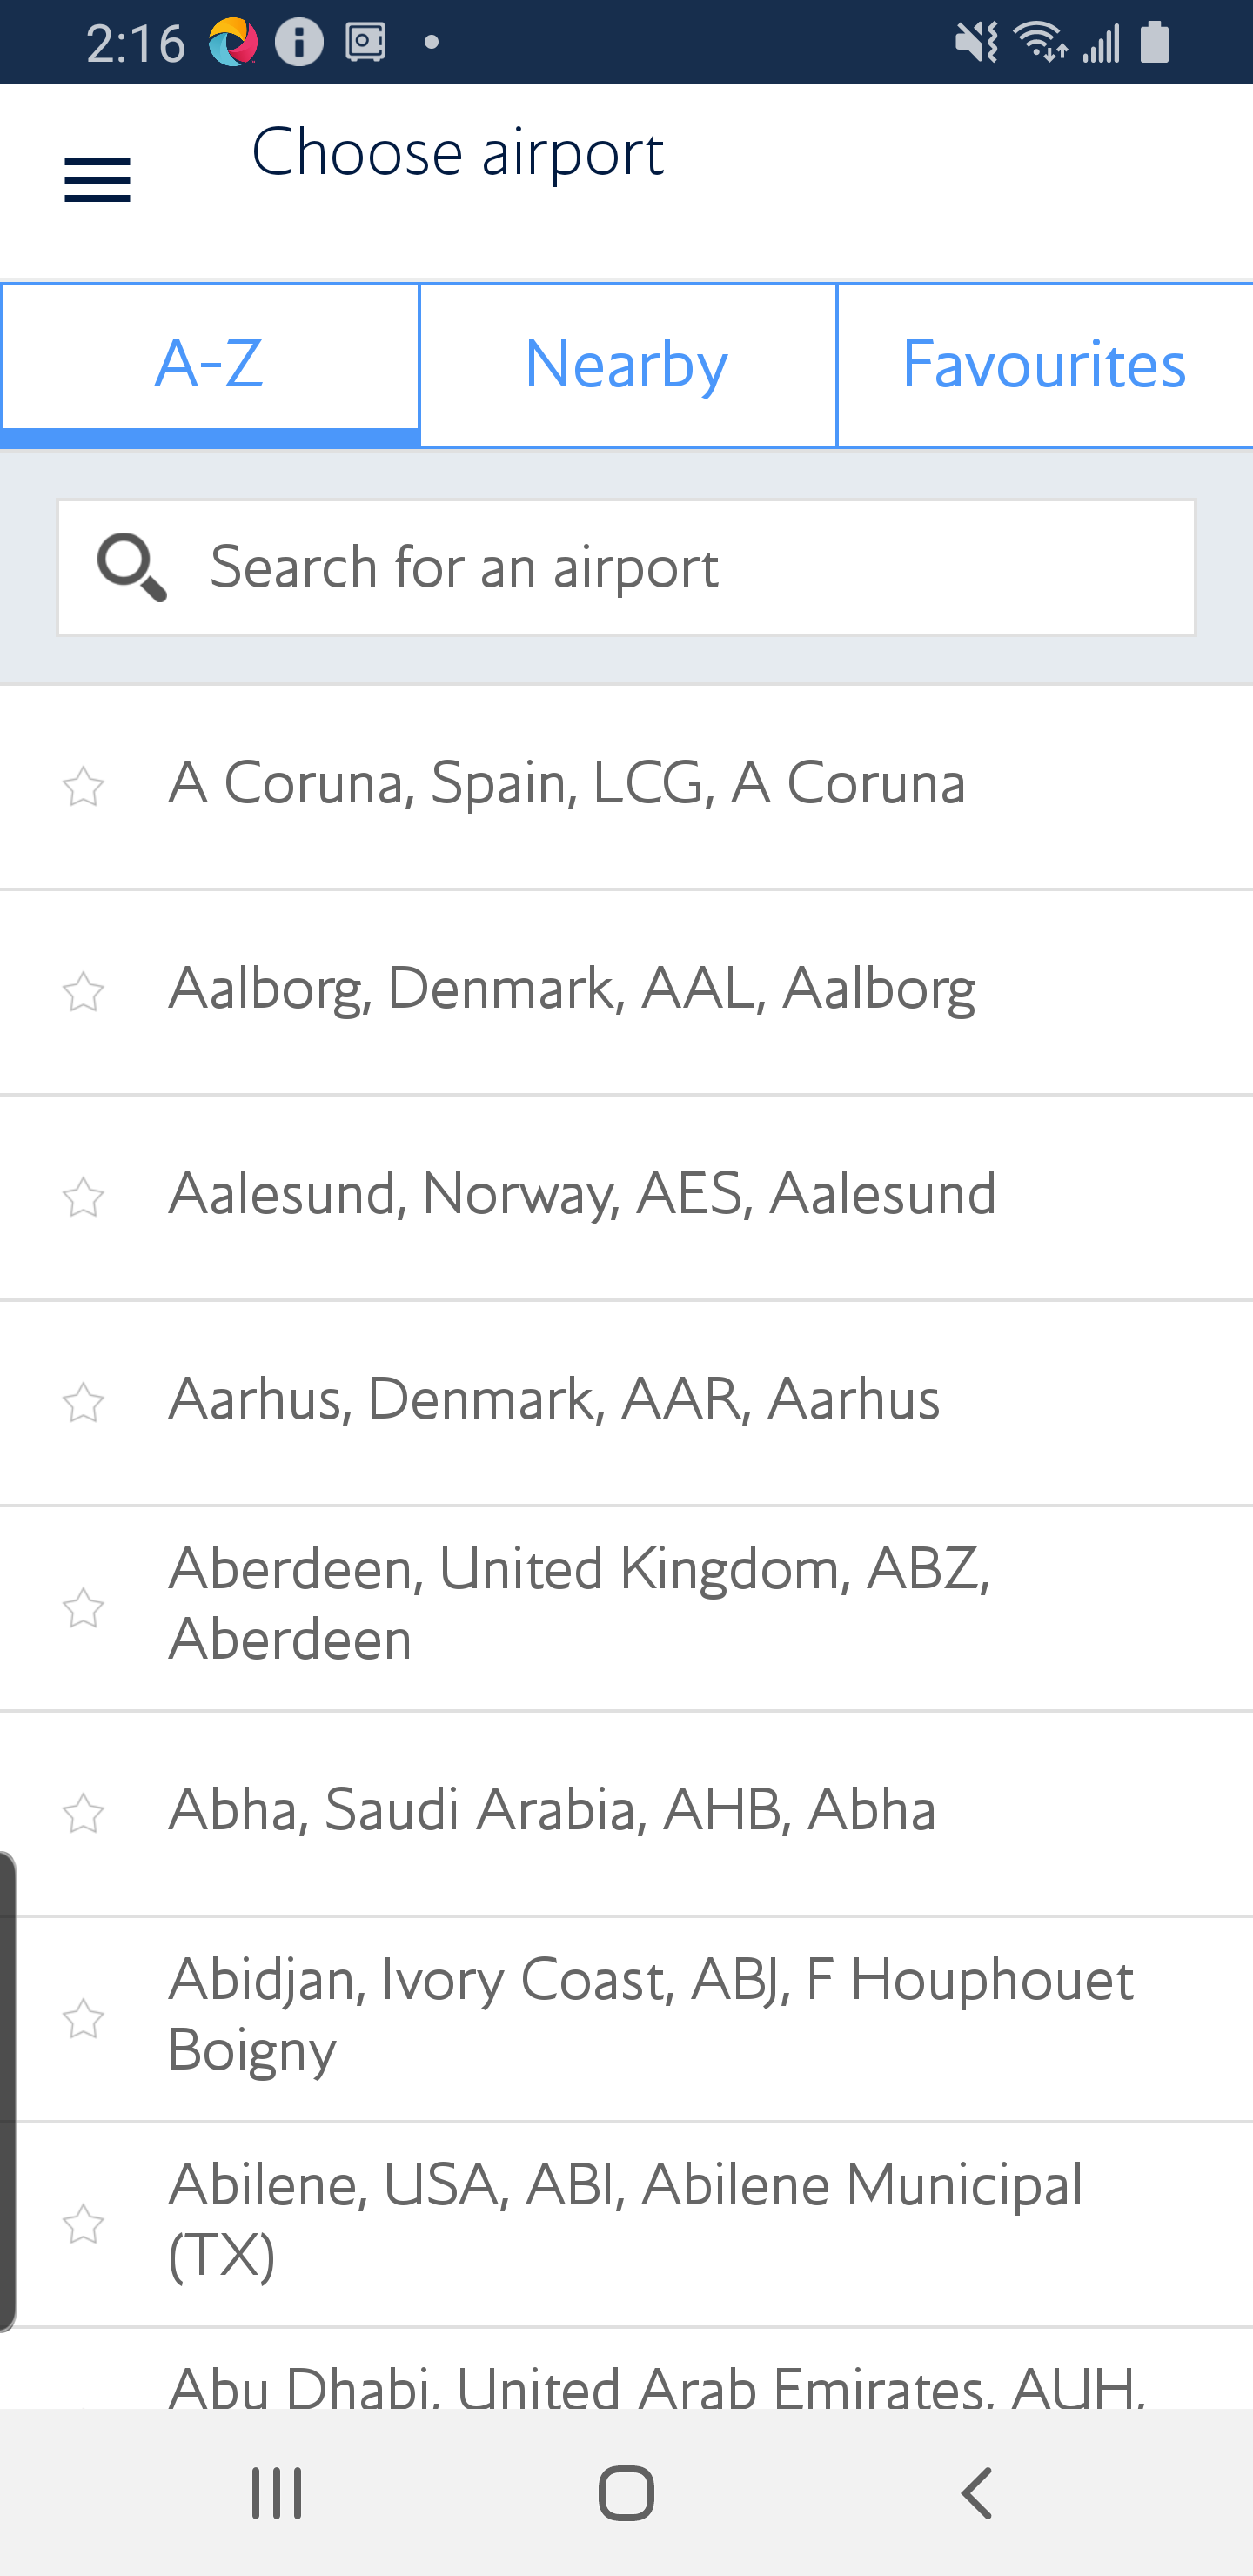 2:16
Choose airport
A-Z
Nearby
Favourites
Search for an airport
A Coruna, Spain, LCG, A Coruna
Aalborg, Denmark, AAL, Aalborg
Aalesund, Norway, AES, Aalesund
Aarhus, Denmark, AAR, Aarhus
Aberdeen, United Kingdom, ABZ,
Aberdeen
Abha, Saudi Arabia, AHB, Abha
Abidjan, Ivory Coast, ABJ, F Houphouet
Boigny
Abilene, USA, ABI, Abilene Municipal
(TX)
Abu Dhabi, United Arab Emirates, AUH,